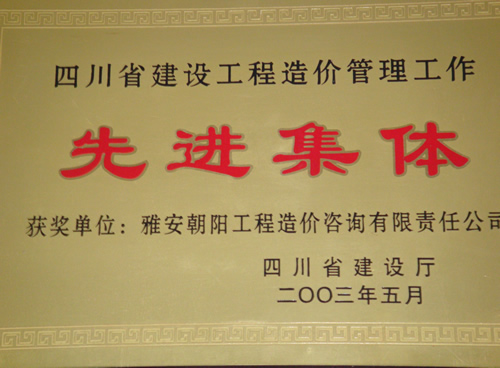 四川省建设工程造价管理工作
先进集体
获奖单位：雅安朝阳工程造价咨询有限责任公司
四川省建设厅
二〇〇三年五月